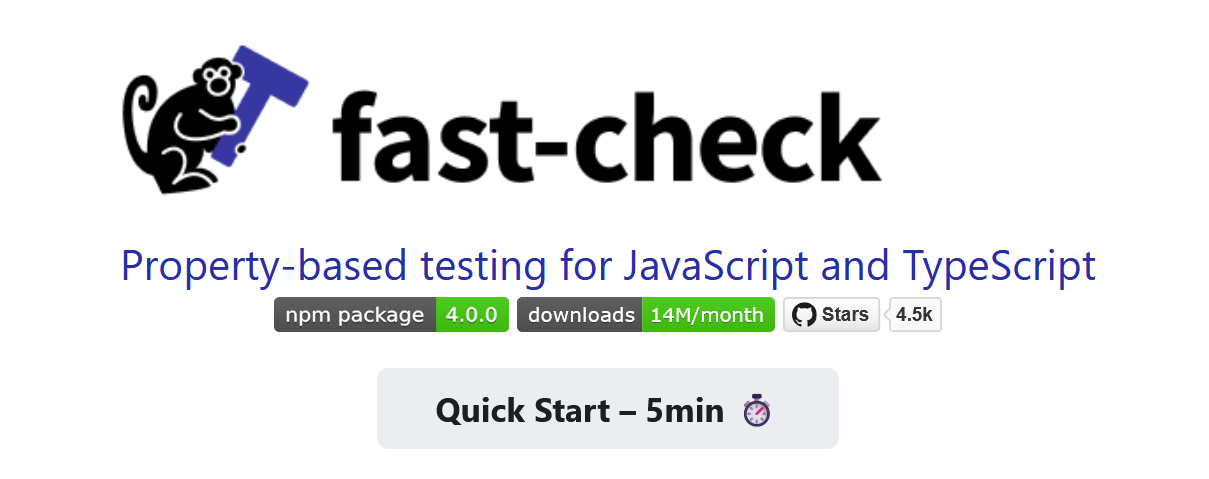 fast-check
Property-based testing for JavaScript and TypeScript
npm package 4.0.0 downloads 14M/month Stars 4.5k
Quick Start – 5min ⏱